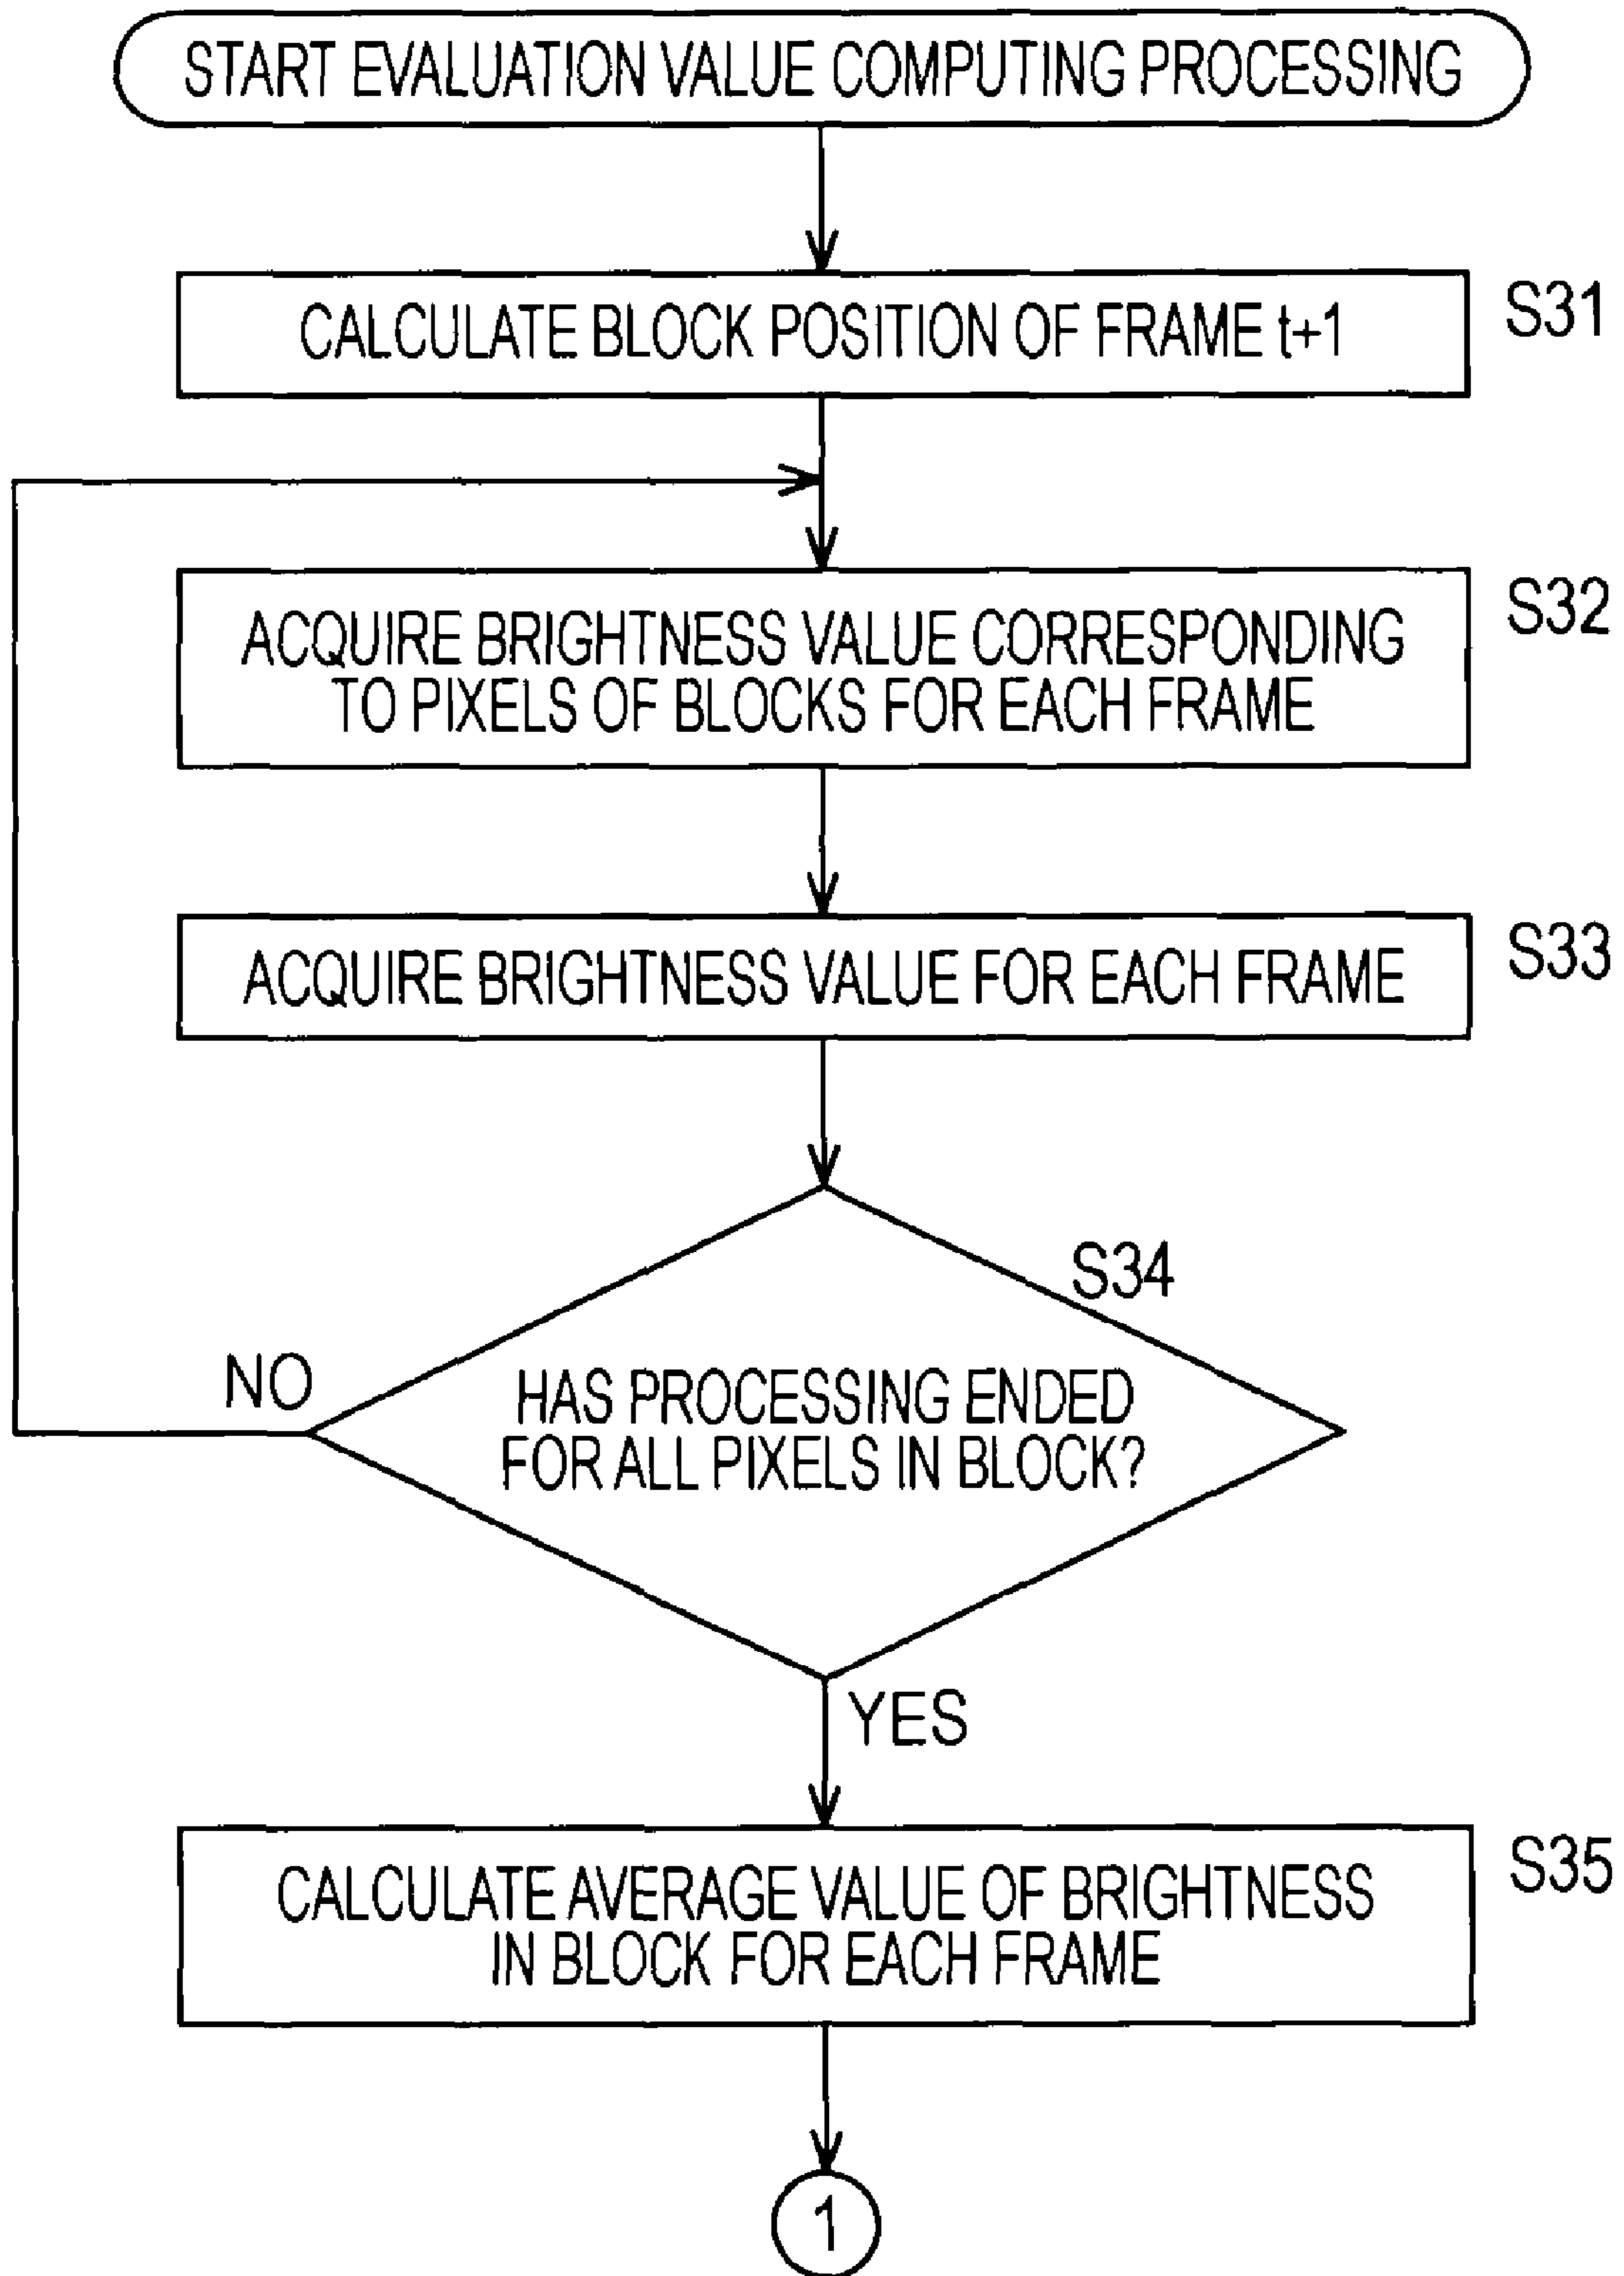 START EVALUATION VALUE COMPUTING PROCESSING
CALCULATE BLOCK POSITION OF FRAME t+1
S31
ACQUIRE BRIGHTNESS VALUE CORRESPONDING
TO PIXELS OF BLOCKS FOR EACH FRAME
S32
ACQUIRE BRIGHTNESS VALUE FOR EACH FRAME
S33
S34
NO
HAS PROCESSING ENDED
FOR ALL PIXELS IN BLOCK?
YES
CALCULATE AVERAGE VALUE OF BRIGHTNESS
IN BLOCK FOR EACH FRAME
S35
1